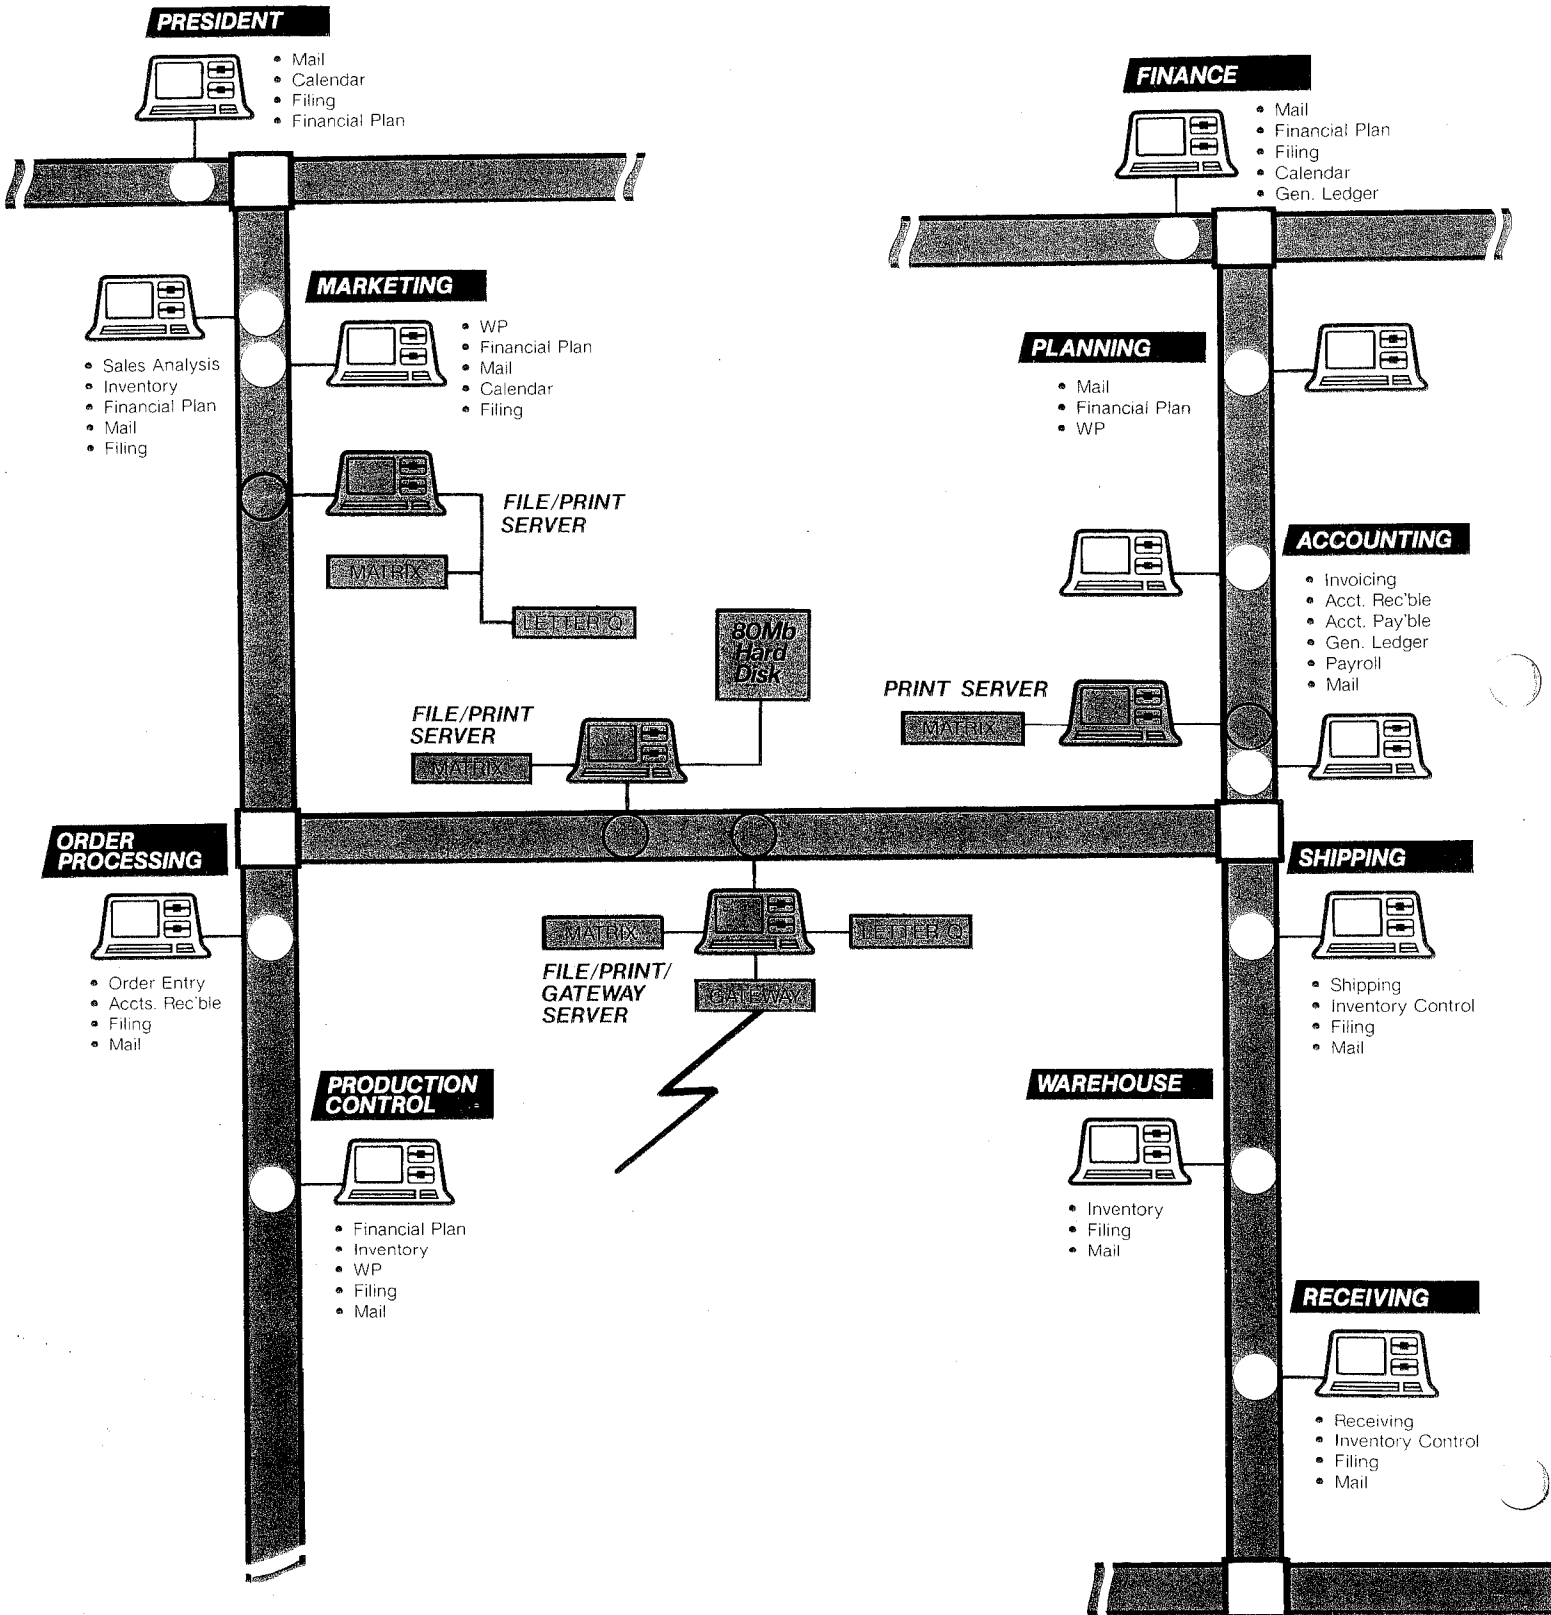 PRESIDENT
• Mail
• Calendar
• Filing
• Financial Plan
FINANCE
• Mail
• Financial Plan
• Filing
• Calendar
• Gen. Ledger
• Sales Analysis
• Inventory
• Financial Plan
• Mail
• Filing
MARKETING
• WP
• Financial Plan
• Mail
• Calendar
• Filing
PLANNING
• Mail
• Financial Plan
• WP
FILE/PRINT
SERVER
MATRIX
LETTER Q
ACCOUNTING
• Invoicing
• Acct. Rec'ble
• Acct. Pay'ble
• Gen. Ledger
• Payroll
• Mail
80Mb
Hard
Disk
FILE/PRINT
SERVER
MATRIX
PRINT SERVER
MATRIX
ORDER
PROCESSING
• Order Entry
• Accts. Rec'ble
• Filing
• Mail
MATRIX
LETTER Q
FILE/PRINT/
GATEWAY
SERVER
GATEWAY
SHIPPING
• Shipping
• Inventory Control
• Filing
• Mail
PRODUCTION
CONTROL
• Financial Plan
• Inventory
• WP
• Filing
• Mail
WAREHOUSE
• Inventory
• Filing
• Mail
RECEIVING
• Receiving
• Inventory Control
• Filing
• Mail